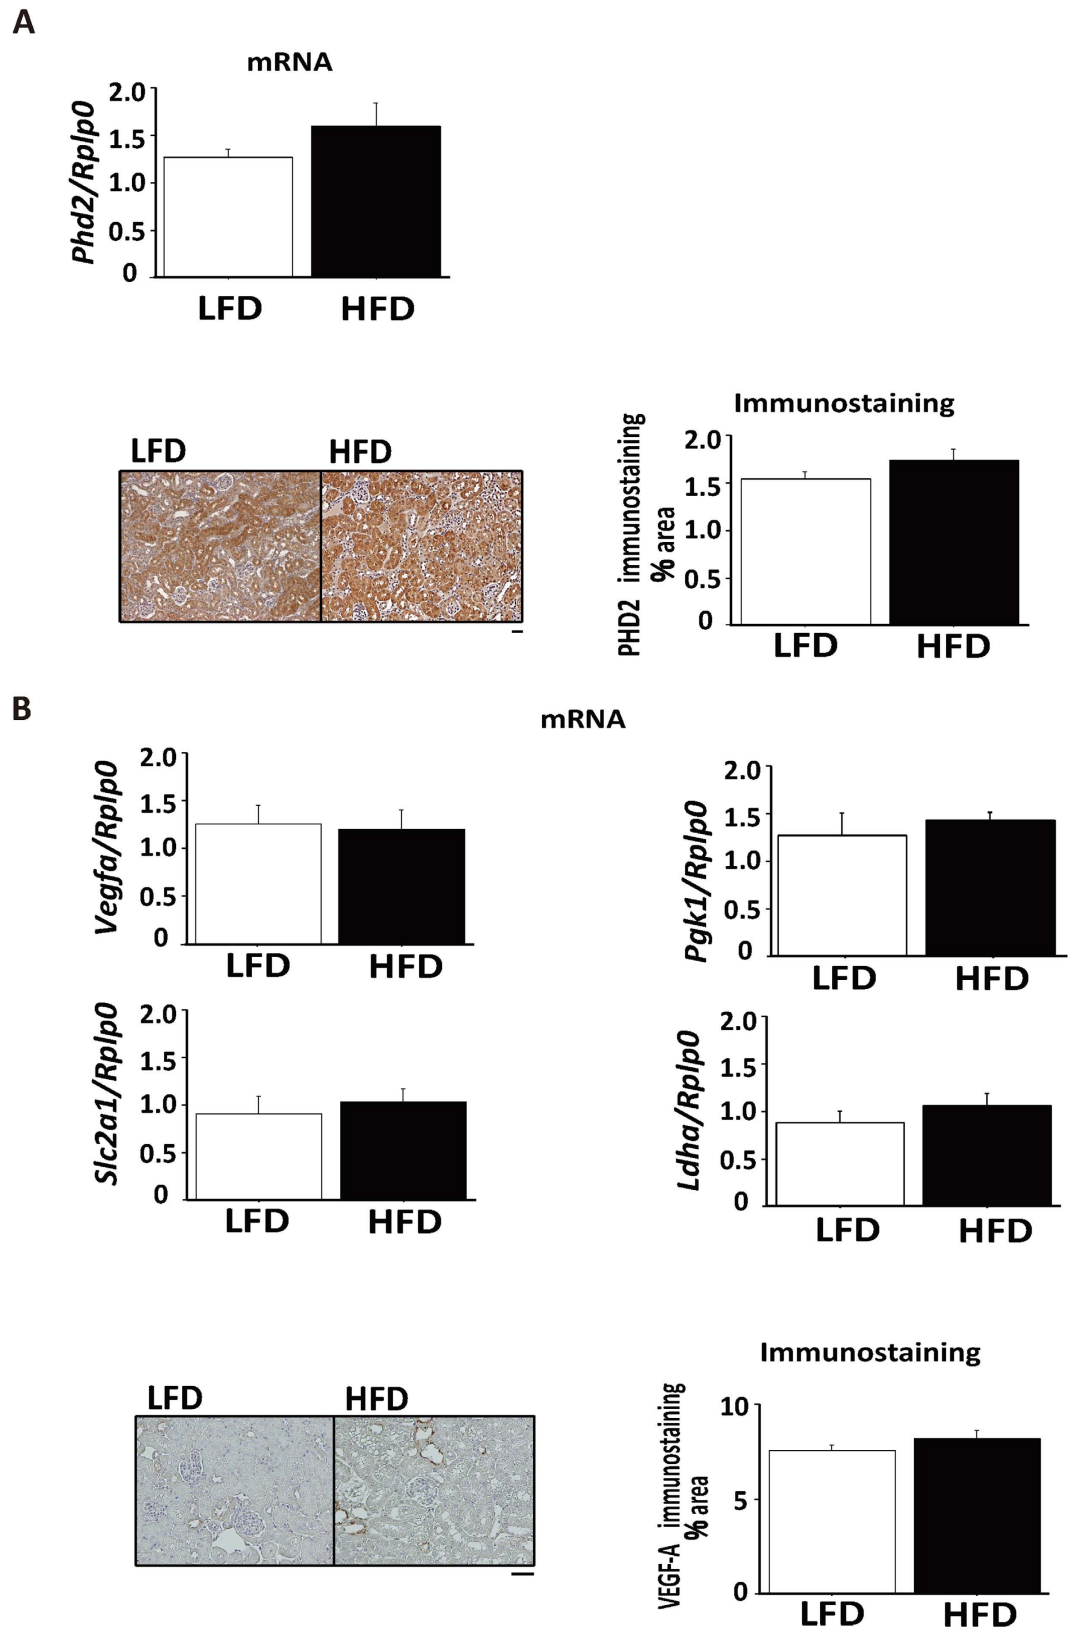 A
mRNA
Phd2/Rplp0
2.0
1.5
1.0
0.5
0
LFD HFD
LFD HFD
Immunostaining
PHD2 immunostaining
% area
2.0
1.5
1.0
0.5
0
LFD HFD
B
mRNA
Vegfa/Rplp0
2.0
1.5
1.0
0.5
0
LFD HFD
Pgk1/Rplp0
2.0
1.5
1.0
0.5
0
LFD HFD
Slc2a1/Rplp0
2.0
1.5
1.0
0.5
0
LFD HFD
Ldha/Rplp0
2.0
1.5
1.0
0.5
0
LFD HFD
LFD HFD
Immunostaining
VEGF-A immunostaining
% area
10
5
0
LFD HFD